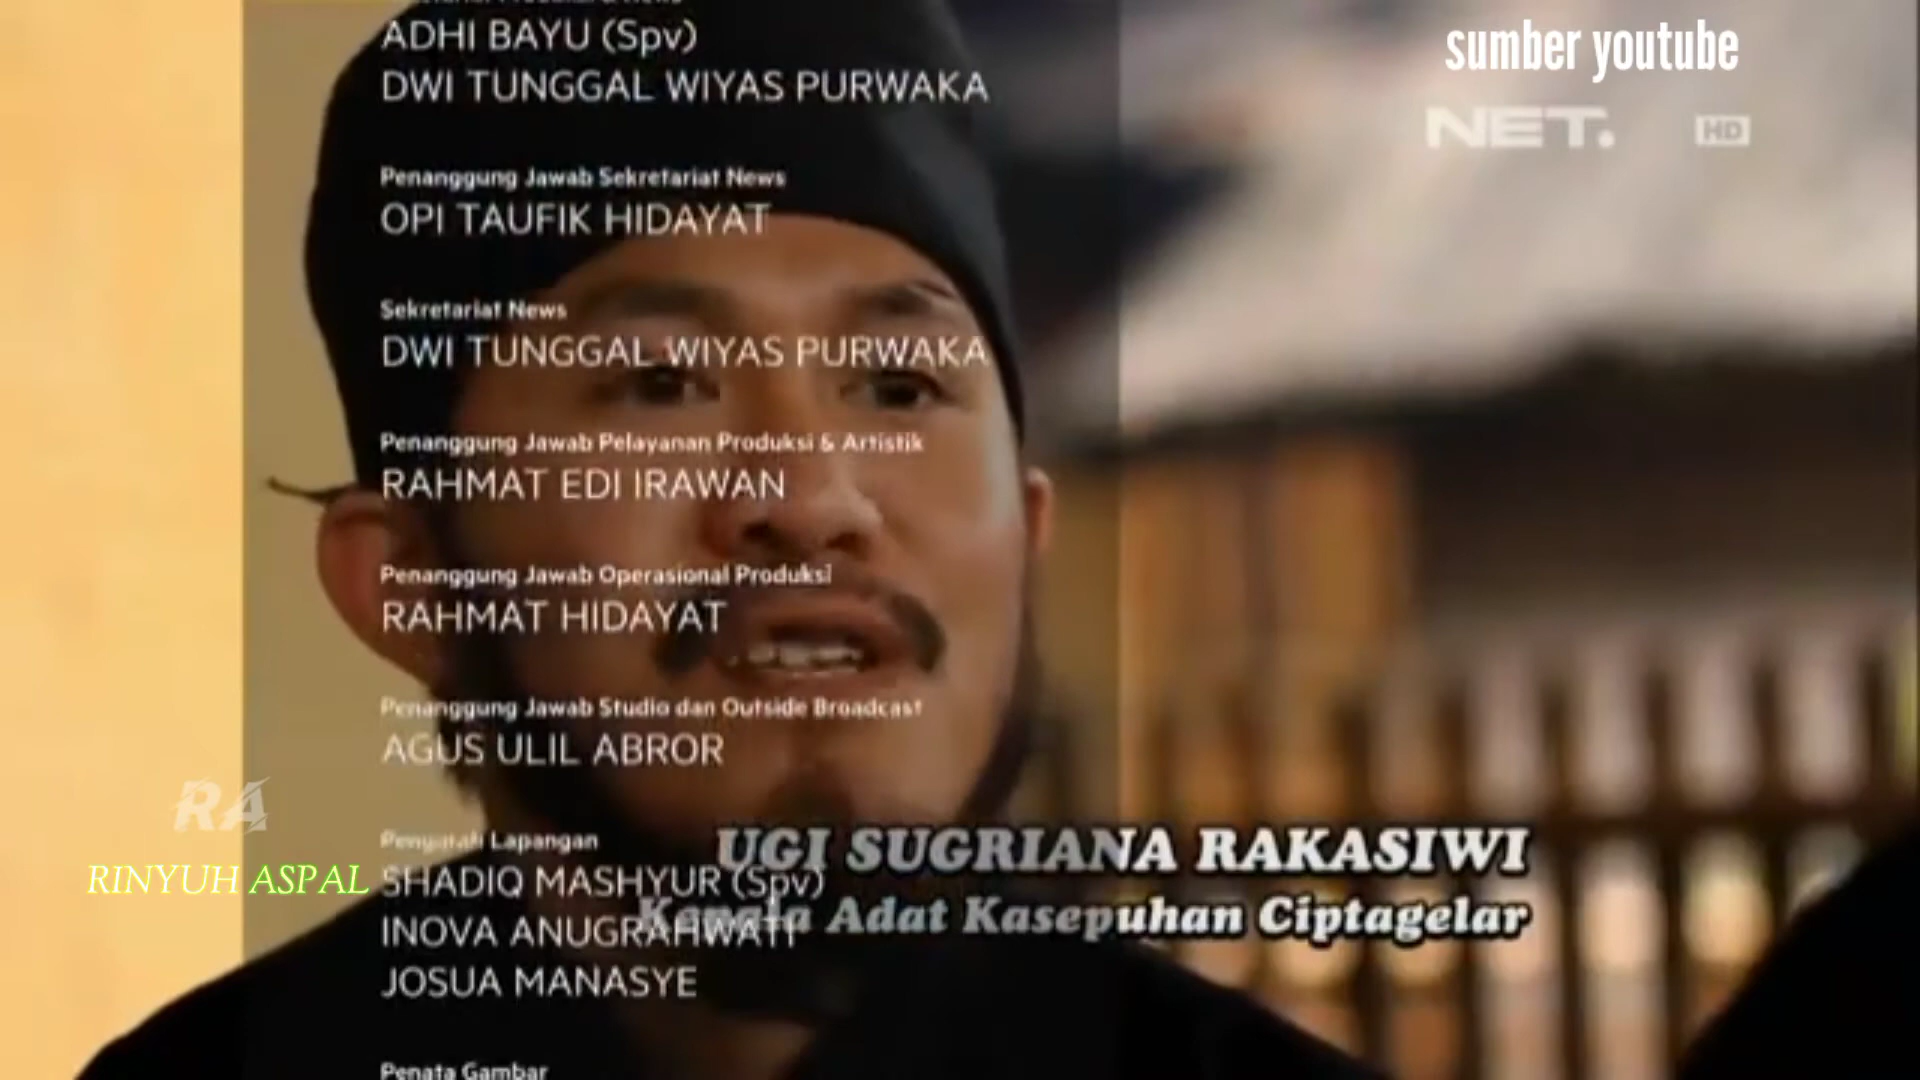 ADHI BAYU (Spv)
DWI TUNGGAL WIYAS PURWAKA
Penanggung Jawab Sekretariat News
OPI TAUFIK HIDAYAT
Sekretariat News
DWI TUNGGAL WIYAS PURWAKA
Penanggung Jawab Pelayanan Produksi & Artistik
RAHMAT EDI IRAWAN
Penanggung Jawab Operasional Produksi
RAHMAT HIDAYAT
Penanggung Jawab Studio dan Outside Broadcast
AGUS ULIL ABROR
Pengarah Lapangan
SHADIQ MASHYUR (Spv)
INOVA ANUGRAHWATI
JOSUA MANASYE
Penata Gambar
sumber youtube
NET. HD
RA
RINYUH ASPAL
UGI SUGRIANA RAKASIWI
Kepala Adat Kasepuhan Ciptagelar